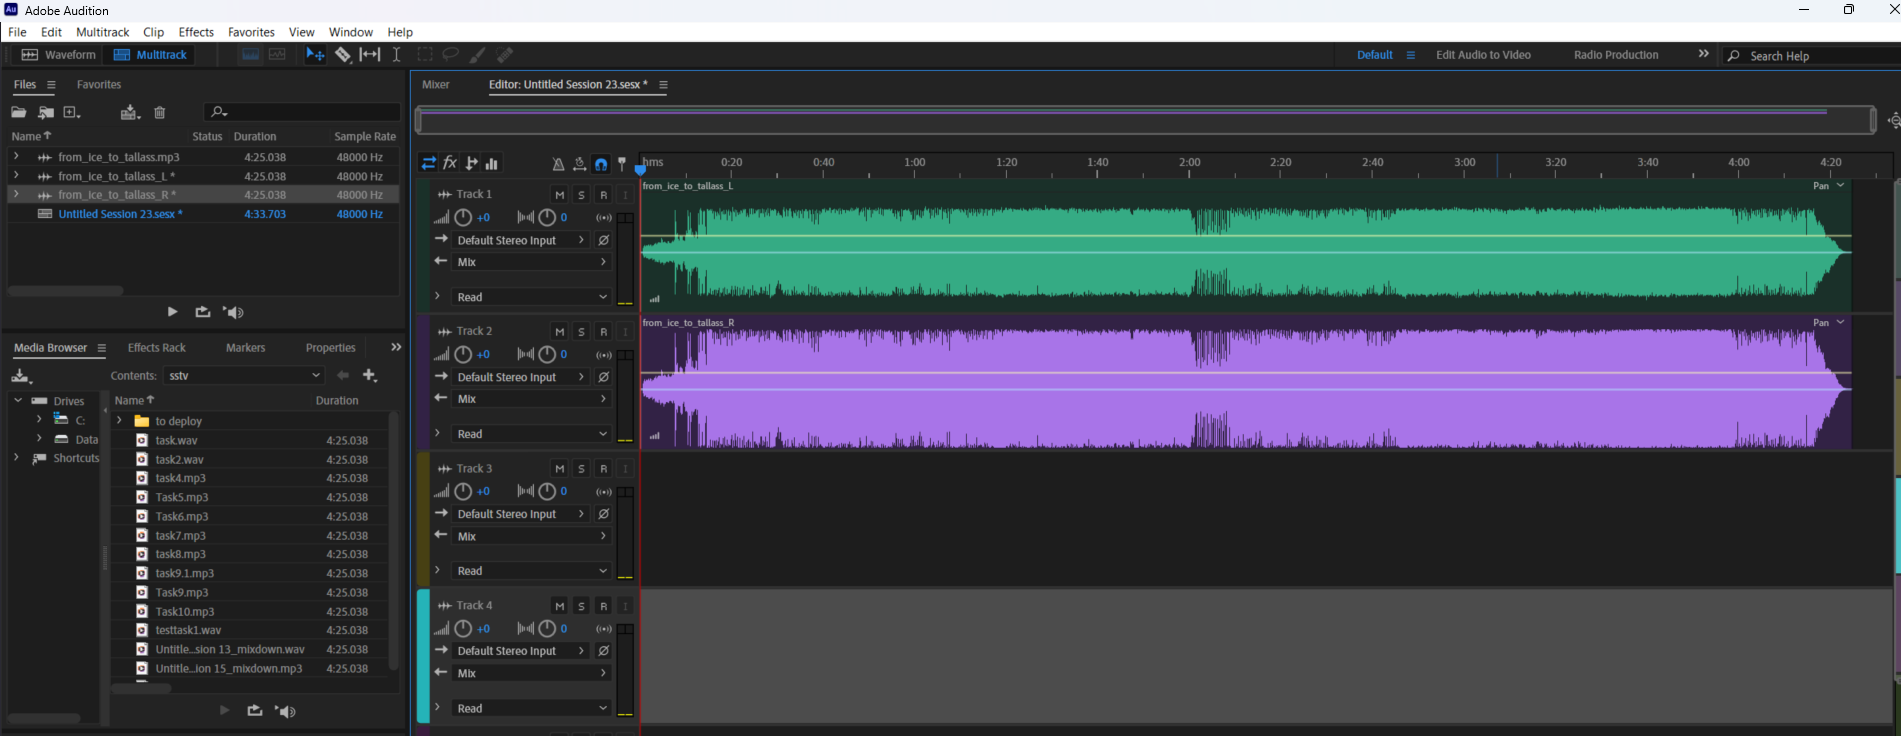 Au Adobe Audition
File Edit Multitrack Clip Effects Favorites View Window Help
Waveform Multitrack Default Edit Audio to Video Radio Production Search Help
Files Favorites
Name Status Duration Sample Rate
from_ice_to_tallass.mp3 4:25.038 48000 Hz
from_ice_to_tallass_L * 4:25.038 48000 Hz
from_ice_to_tallass_R * 4:25.038 48000 Hz
Untitled Session 23.sesx * 4:33.703 48000 Hz
Media Browser Effects Rack Markers Properties
Contents: sstv
Drives
C:
Data
Shortcuts
Name Duration
to deploy
task.wav 4:25.038
task2.wav 4:25.038
task4.mp3 4:25.038
Task5.mp3 4:25.038
Task6.mp3 4:25.038
task7.mp3 4:25.038
task8.mp3 4:25.038
task9.1.mp3 4:25.038
Task9.mp3 4:25.038
Task10.mp3 4:25.038
testtask1.wav 4:25.038
Untitle...sion 13_mixdown.wav 4:25.038
Untitle...ion 15_mixdown.mp3 4:25.038
Mixer Editor: Untitled Session 23.sesx *
fx hms 0:20 0:40 1:00 1:20 1:40 2:00 2:20 2:40 3:00 3:20 3:40 4:00 4:20
Track 1 M S R I
+0 0
Default Stereo Input
Mix
Read
from_ice_to_tallass_L Pan
Track 2 M S R I
+0 0
Default Stereo Input
Mix
Read
from_ice_to_tallass_R Pan
Track 3 M S R I
+0 0
Default Stereo Input
Mix
Read
Track 4 M S R I
+0 0
Default Stereo Input
Mix
Read